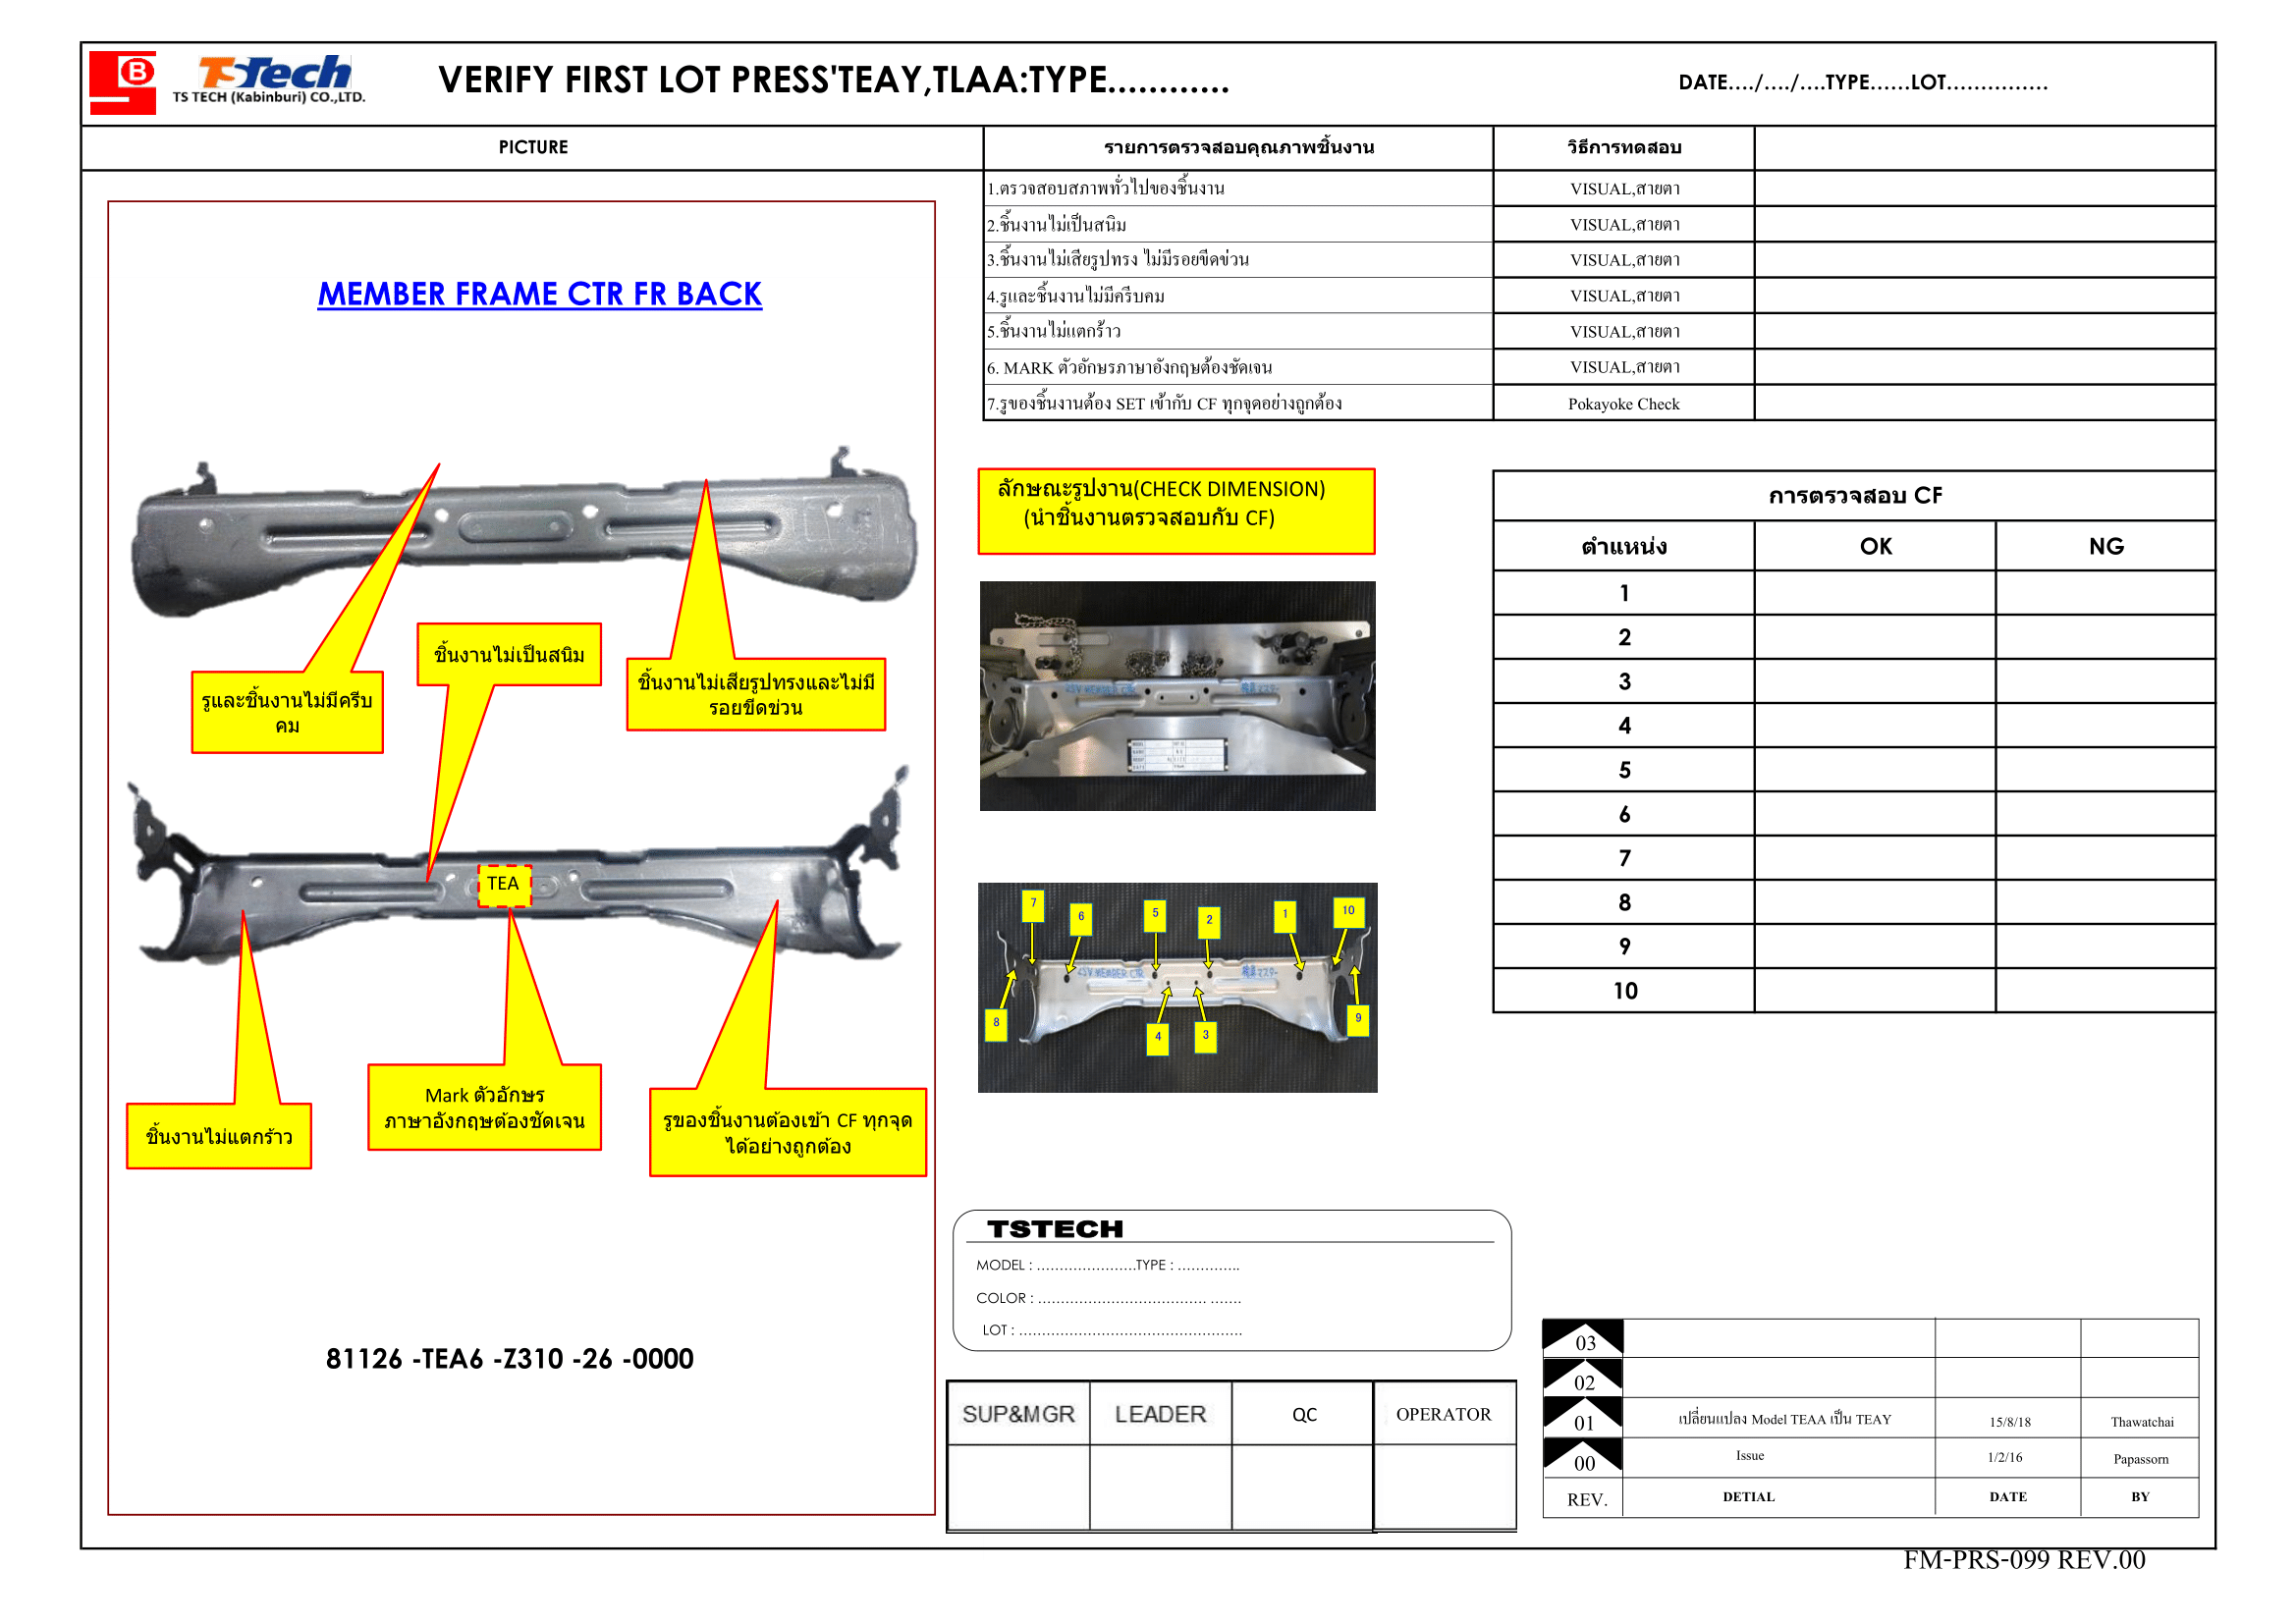 B
TSTech
TS TECH (Kabinburi) CO.,LTD.
VERIFY FIRST LOT PRESS'TEAY,TLAA:TYPE............
DATE..../..../....TYPE......LOT...............
PICTURE
รายการตรวจสอบคุณภาพชิ้นงาน
วิธีการทดสอบ
1.ตรวจสอบสภาพทั่วไปของชิ้นงาน
VISUAL,สายตา
2.ชิ้นงานไม่เป็นสนิม
VISUAL,สายตา
3.ชิ้นงานไม่เสียรูปทรง ไม่มีรอยขีดข่วน
VISUAL,สายตา
4.รูและชิ้นงานไม่มีครีบคม
VISUAL,สายตา
5.ชิ้นงานไม่แตกร้าว
VISUAL,สายตา
6. MARK ตัวอักษรภาษาอังกฤษต้องชัดเจน
VISUAL,สายตา
7.รูของชิ้นงานต้อง SET เข้ากับ CF ทุกจุดอย่างถูกต้อง
Pokayoke Check
MEMBER FRAME CTR FR BACK
รูและชิ้นงานไม่มีครีบ
คม
ชิ้นงานไม่เป็นสนิม
ชิ้นงานไม่เสียรูปทรงและไม่มี
รอยขีดข่วน
TEA
ชิ้นงานไม่แตกร้าว
Mark ตัวอักษร
ภาษาอังกฤษต้องชัดเจน
รูของชิ้นงานต้องเข้า CF ทุกจุด
ได้อย่างถูกต้อง
81126 -TEA6 -Z310 -26 -0000
ลักษณะรูปงาน(CHECK DIMENSION)
(นำชิ้นงานตรวจสอบกับ CF)
25V MEMBER CTR
7
6
5
2
1
10
25V MEMBER CTR
8
4
3
9
การตรวจสอบ CF
ตำแหน่ง
OK
NG
1
2
3
4
5
6
7
8
9
10
TSTECH
MODEL : ......................TYPE : ..............
COLOR : ..................................... .......
LOT : .................................................
SUP&MGR
LEADER
QC
OPERATOR
03
02
01
เปลี่ยนแปลง Model TEAA เป็น TEAY
15/8/18
Thawatchai
00
Issue
1/2/16
Papassorn
REV.
DETIAL
DATE
BY
FM-PRS-099 REV.00